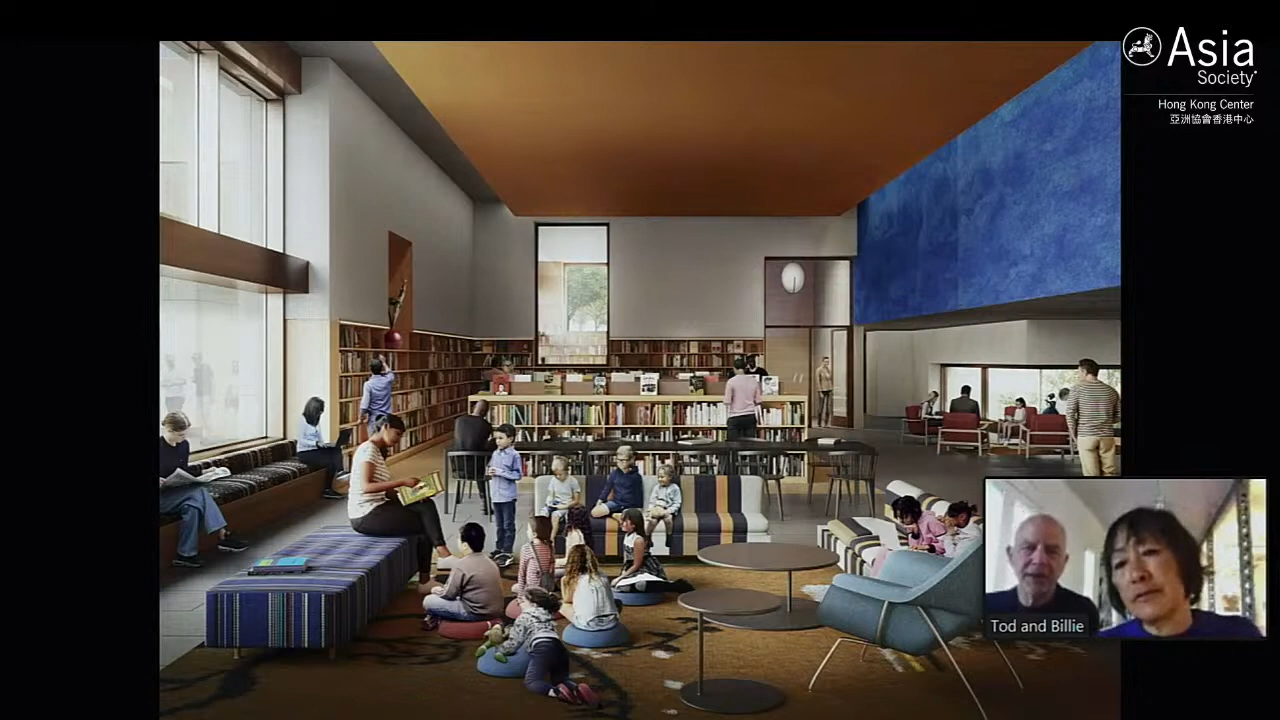 Asia
Society
Hong Kong Center
亞洲協會香港中心
Tod and Billie